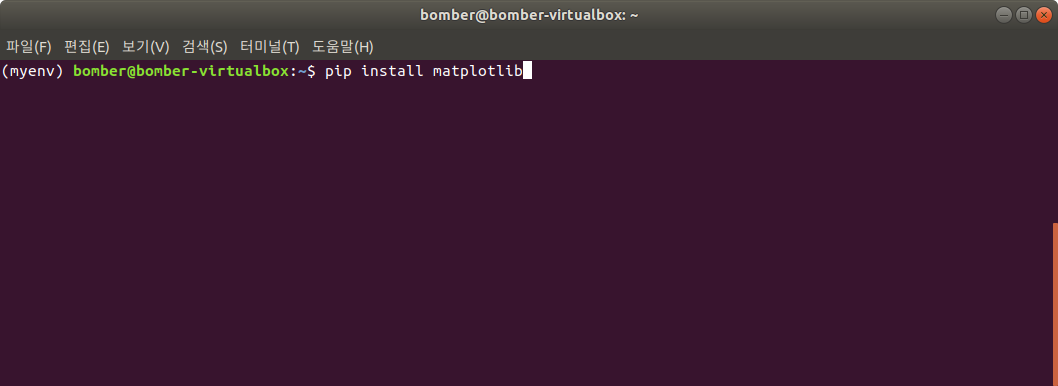 bomber@bomber-virtualbox: ~
파일(F) 편집(E) 보기(V) 검색(S) 터미널(T) 도움말(H)
(myenv) bomber@bomber-virtualbox:~$ pip install matplotlib